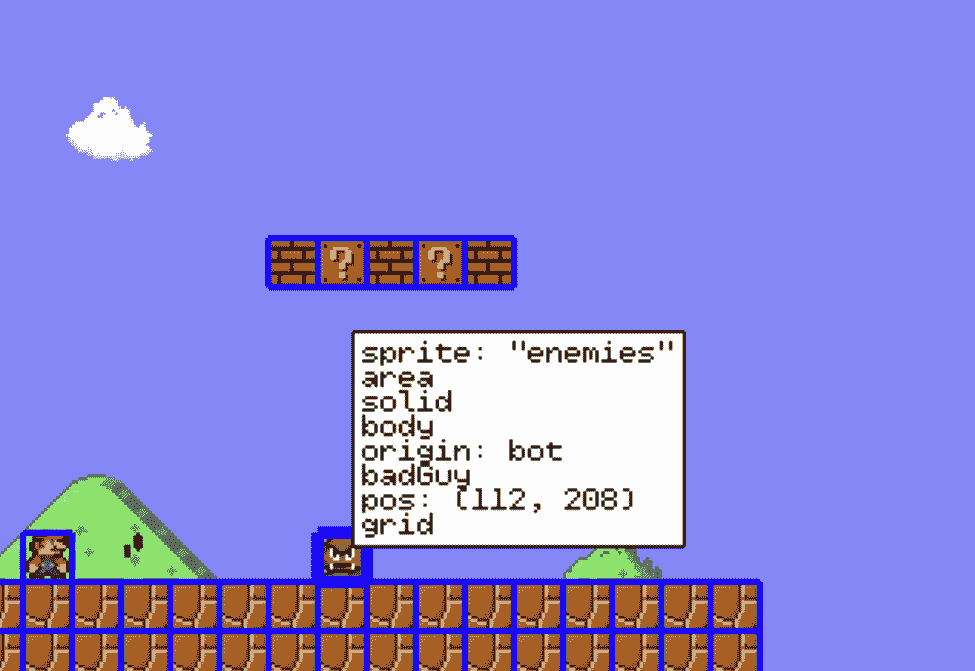 ? ?
sprite: "enemies"
area
solid
body
origin: bot
badGuy
pos: (112, 208)
grid